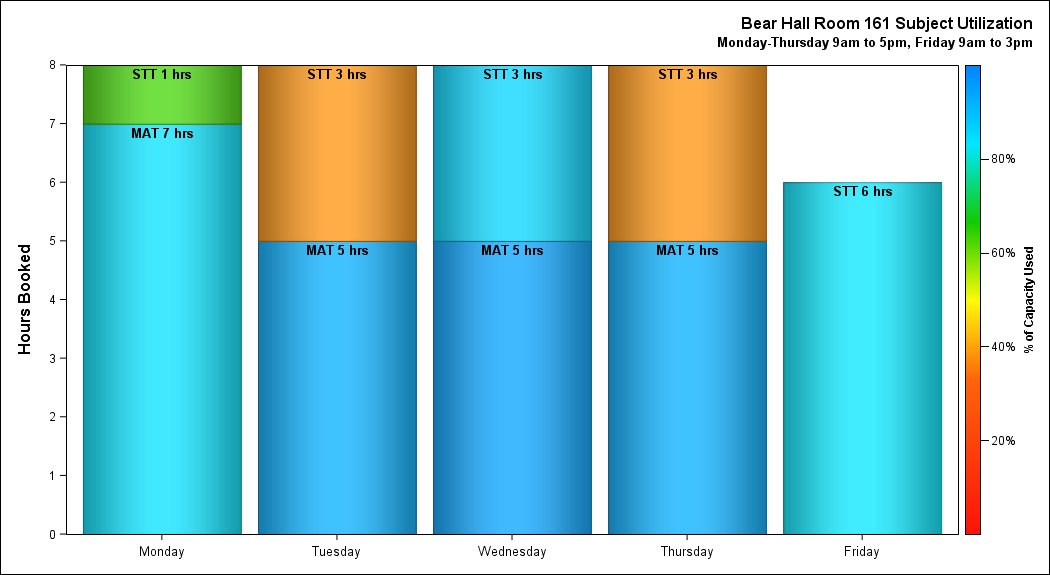 Bear Hall Room 161 Subject Utilization
Monday-Thursday 9am to 5pm, Friday 9am to 3pm
Hours Booked
8
7
6
5
4
3
2
1
0
STT 1 hrs
MAT 7 hrs
STT 3 hrs
MAT 5 hrs
STT 3 hrs
MAT 5 hrs
STT 3 hrs
MAT 5 hrs
STT 6 hrs
Monday
Tuesday
Wednesday
Thursday
Friday
80%
60%
40%
20%
% of Capacity Used